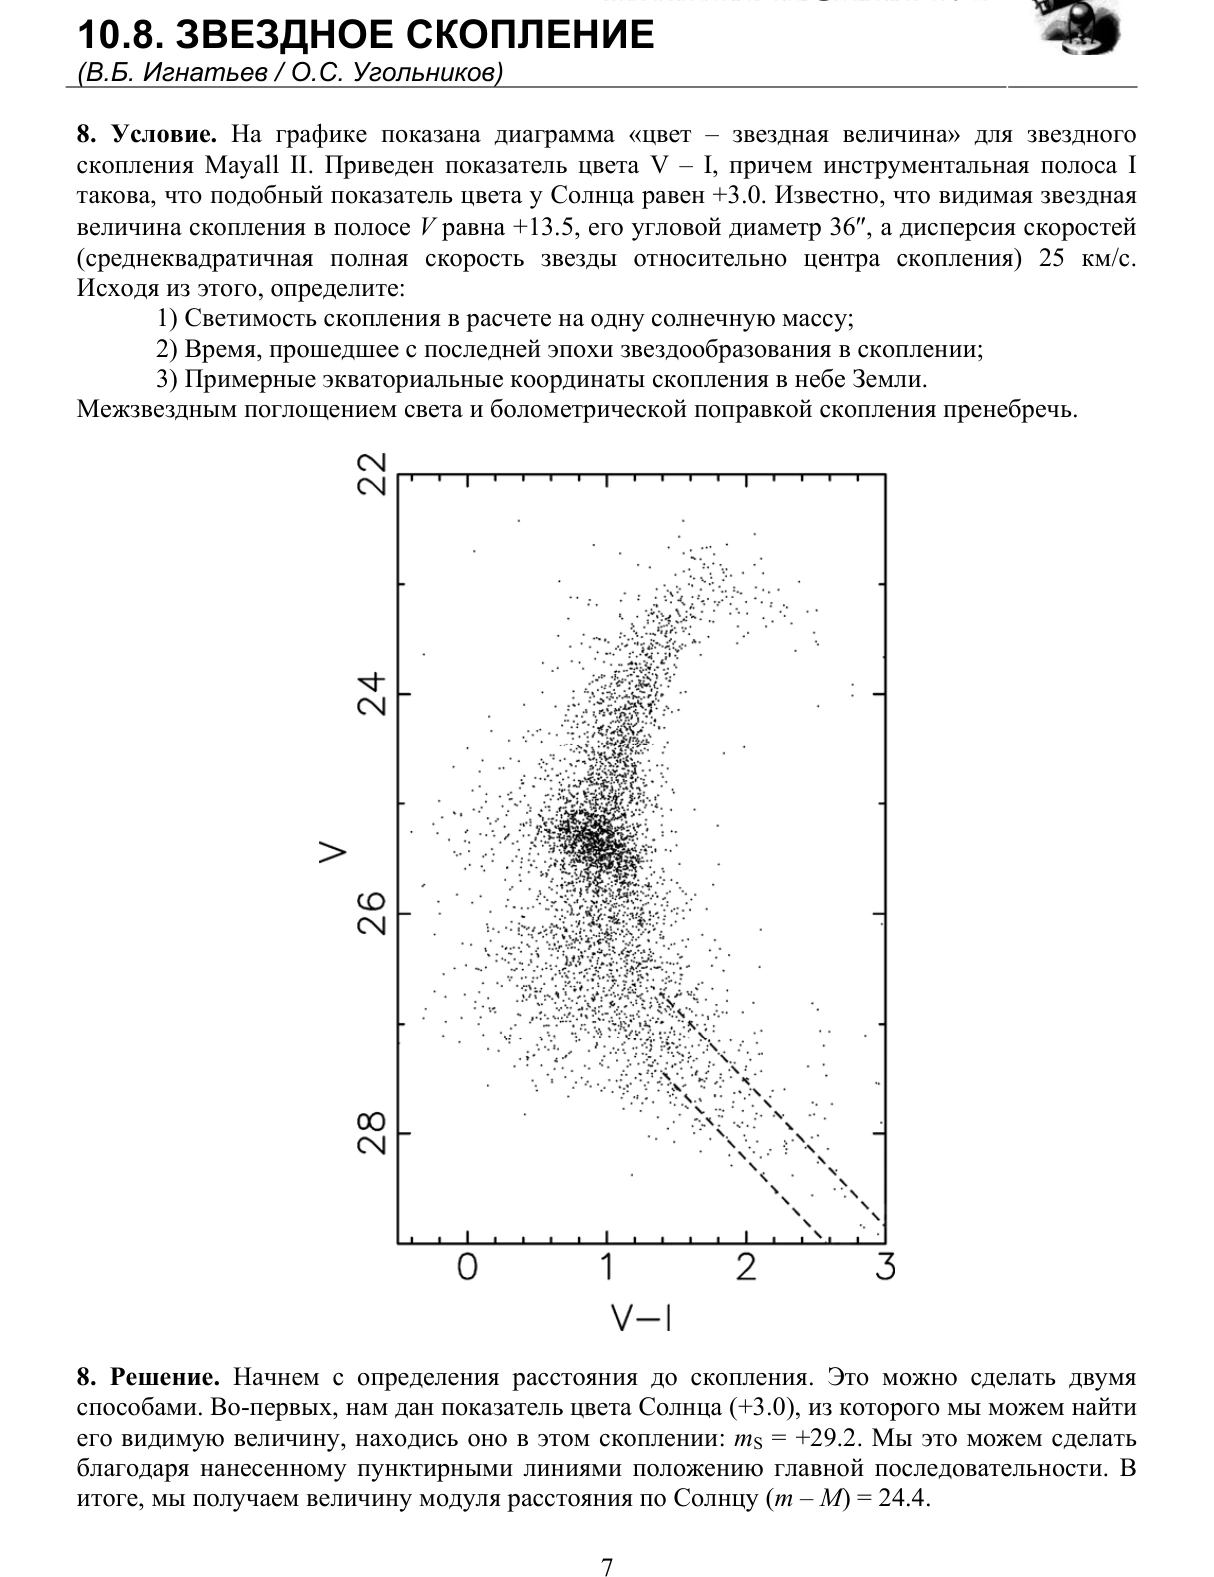 10.8. ЗВЕЗДНОЕ СКОПЛЕНИЕ
(В.Б. Игнатьев / О.С. Угольников)
8. Условие. На графике показана диаграмма «цвет – звездная величина» для звездного
скопления Mayall II. Приведен показатель цвета V – I, причем инструментальная полоса I
такова, что подобный показатель цвета у Солнца равен +3.0. Известно, что видимая звездная
величина скопления в полосе V равна +13.5, его угловой диаметр 36″, а дисперсия скоростей
(среднеквадратичная полная скорость звезды относительно центра скопления) 25 км/с.
Исходя из этого, определите:
1) Светимость скопления в расчете на одну солнечную массу;
2) Время, прошедшее с последней эпохи звездообразования в скоплении;
3) Примерные экваториальные координаты скопления в небе Земли.
Межзвездным поглощением света и болометрической поправкой скопления пренебречь.
22
24
V
26
28
0 1 2 3
V–I
8. Решение. Начнем с определения расстояния до скопления. Это можно сделать двумя
способами. Во-первых, нам дан показатель цвета Солнца (+3.0), из которого мы можем найти
его видимую величину, находись оно в этом скоплении: mS = +29.2. Мы это можем сделать
благодаря нанесенному пунктирными линиями положению главной последовательности. В
итоге, мы получаем величину модуля расстояния по Солнцу (m – M) = 24.4.
7